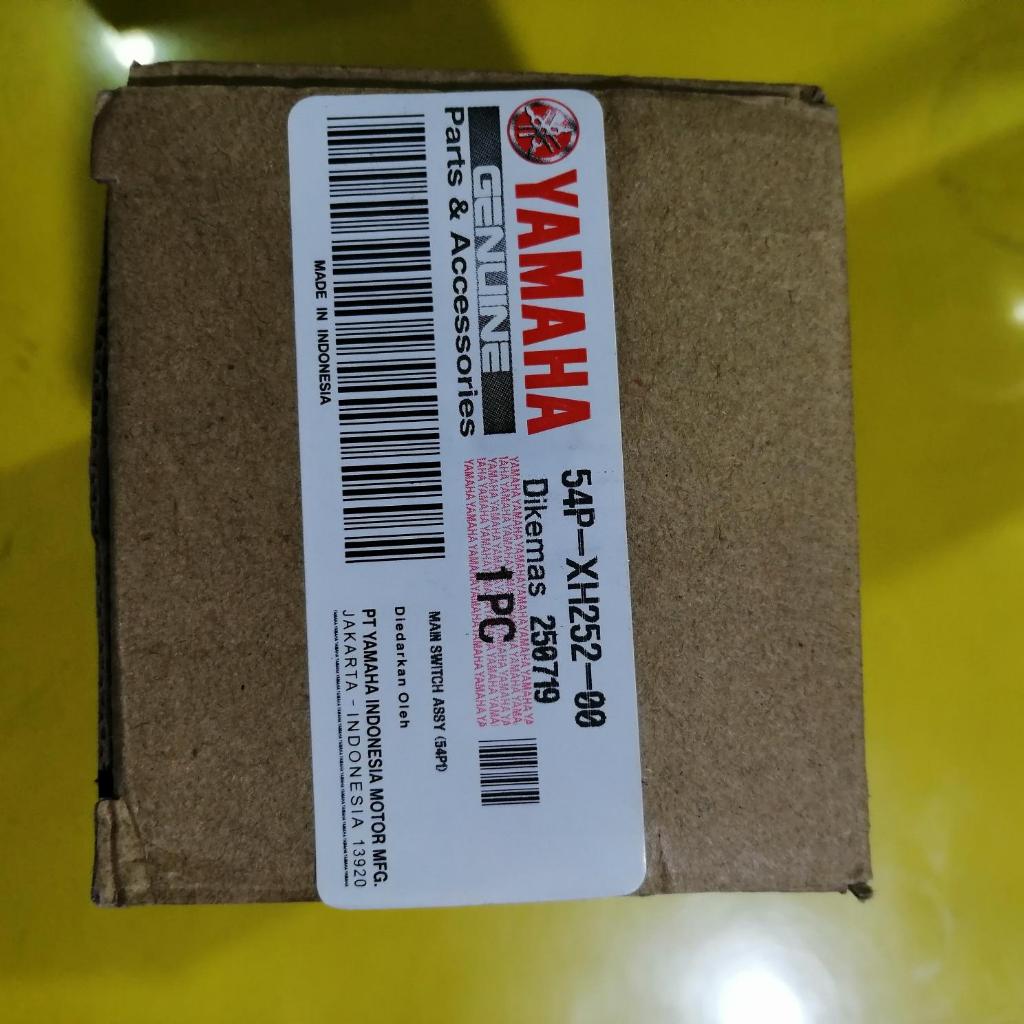 YAMAHA
GENUINE
Parts & Accessories
54P-XH252-00
Dikemas 250719
1 PC
MAIN SWITCH ASSY (54P1)
Diedarkan Oleh
PT YAMAHA INDONESIA MOTOR MFG.
JAKARTA - INDONESIA 13920
MADE IN INDONESIA